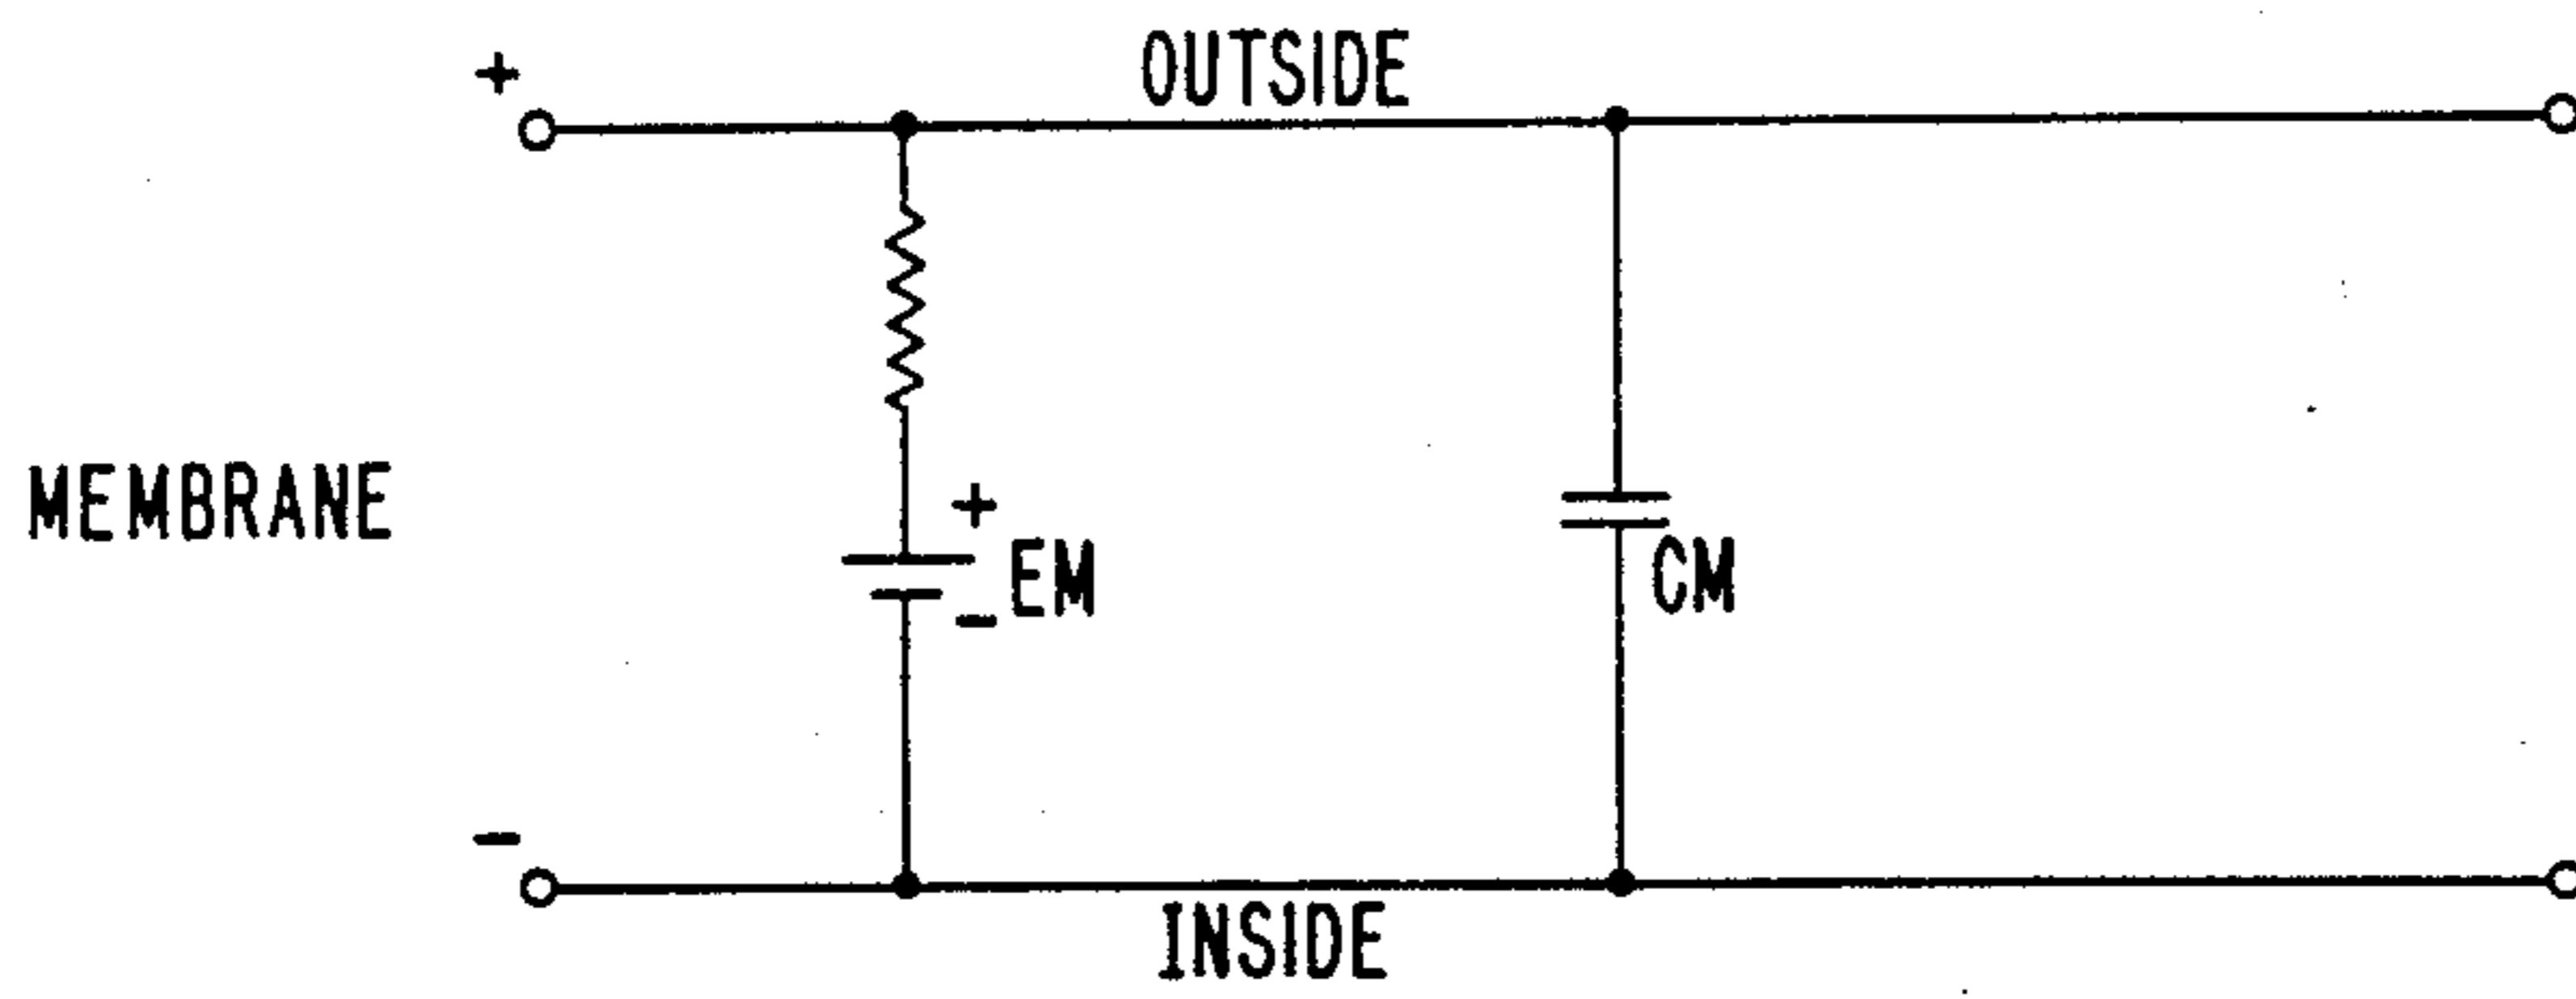 +
OUTSIDE
MEMBRANE
+
EM
-
CM
-
INSIDE